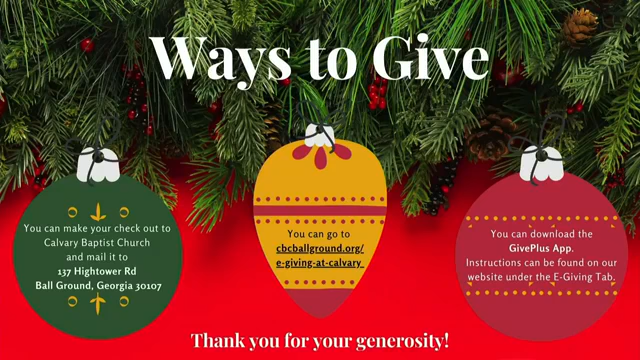 Ways to Give
You can make your check out to
Calvary Baptist Church
and mail it to
137 Hightower Rd
Ball Ground, Georgia 30107
You can go to
cbcballground.org/
e-giving-at-calvary
You can download the
GivePlus App.
Instructions can be found on our
website under the E-Giving Tab.
Thank you for your generosity!